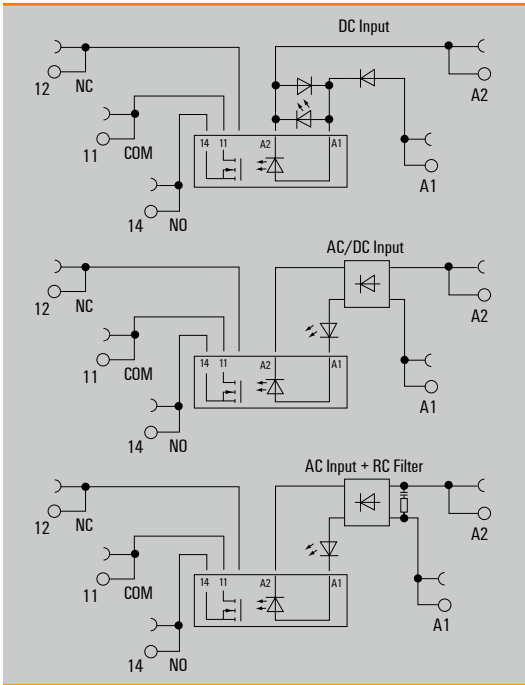 DC Input
12 NC
A2
11 COM
14 11 A2 A1
A1
14 NO
AC/DC Input
12 NC
A2
11 COM
14 11 A2 A1
A1
14 NO
AC Input + RC Filter
12 NC
A2
11 COM
14 11 A2 A1
A1
14 NO